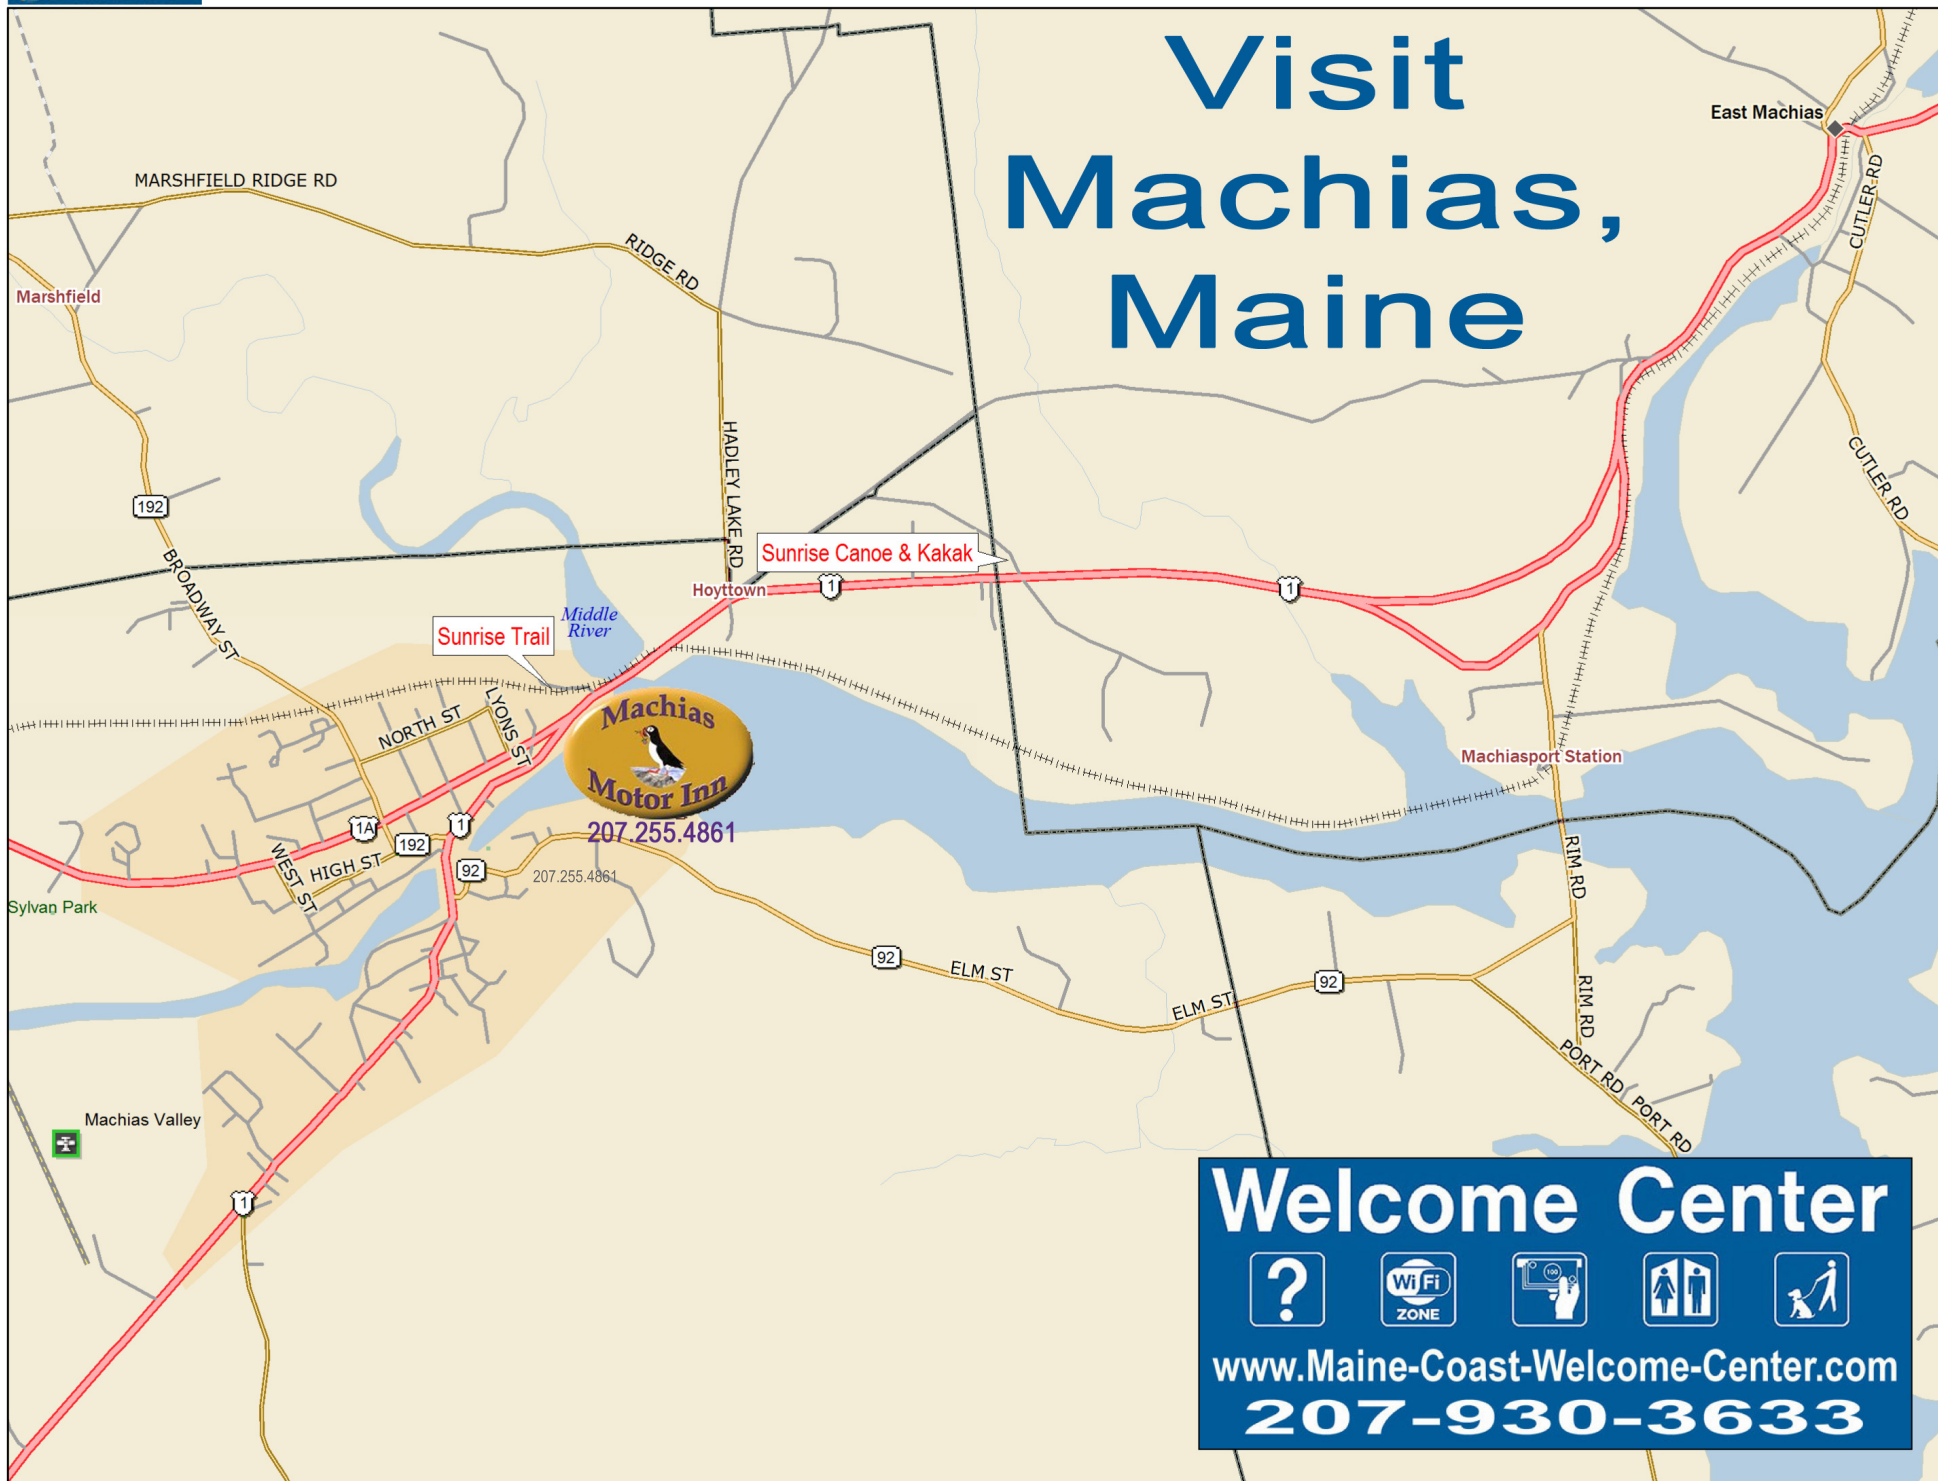 Visit
Machias,
Maine
East Machias
CUTLER RD
MARSHFIELD RIDGE RD
RIDGE RD
Marshfield
HADLEY LAKE RD
CUTLER RD
192
BROADWAY ST
Sunrise Canoe & Kakak
Hoyttown
1
1
Middle
River
Sunrise Trail
LYONS ST
NORTH ST
Machias
Motor Inn
207.255.4861
Machiasport Station
1A
1
192
HIGH ST
WEST ST
92
207.255.4861
RIM RD
Sylvan Park
92
ELM ST
92
ELM ST
RIM RD
PORT RD
PORT RD
Machias Valley
1
Welcome Center
?
WiFi
ZONE
100
www.Maine-Coast-Welcome-Center.com
207-930-3633